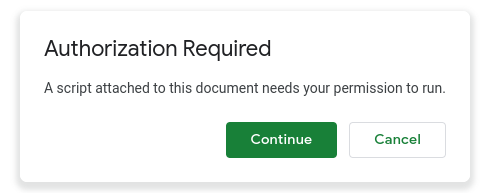 Authorization Required
A script attached to this document needs your permission to run.
Continue Cancel